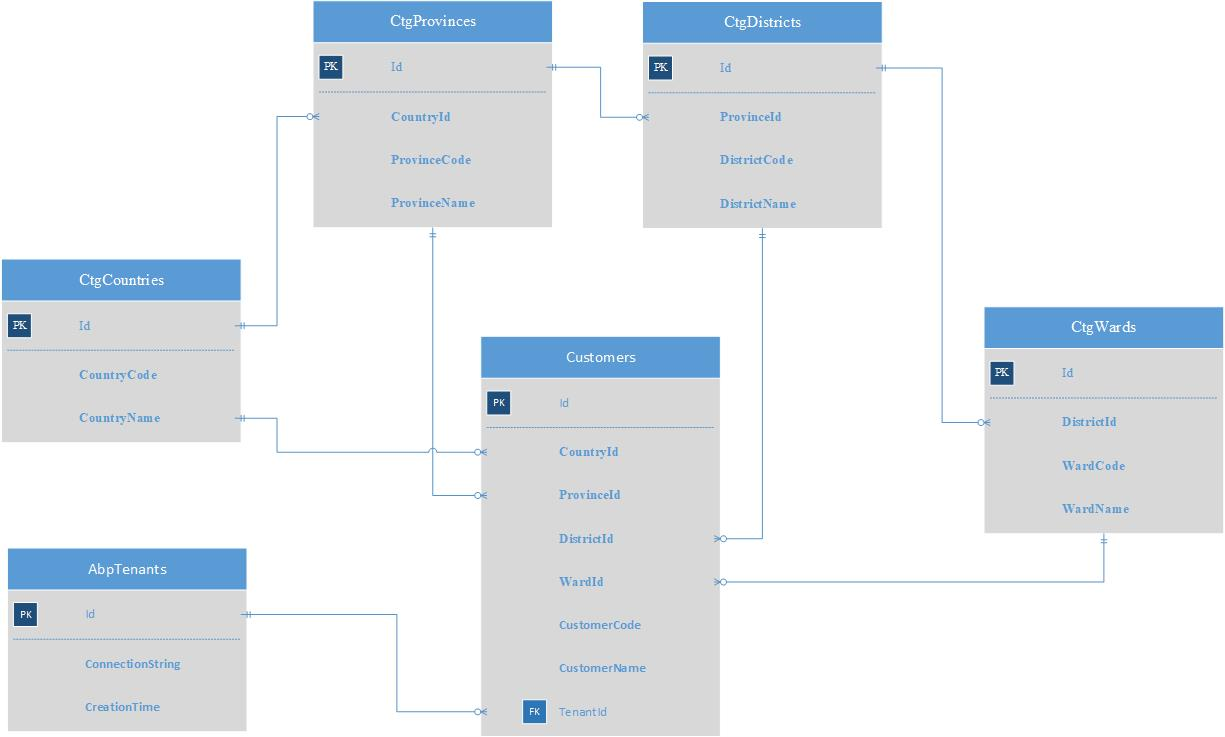 CtgProvinces
PK Id
CountryId
ProvinceCode
ProvinceName
CtgDistricts
PK Id
ProvinceId
DistrictCode
DistrictName
CtgCountries
PK Id
CountryCode
CountryName
CtgWards
PK Id
DistrictId
WardCode
WardName
Customers
PK Id
CountryId
ProvinceId
DistrictId
WardId
CustomerCode
CustomerName
FK TenantId
AbpTenants
PK Id
ConnectionString
CreationTime